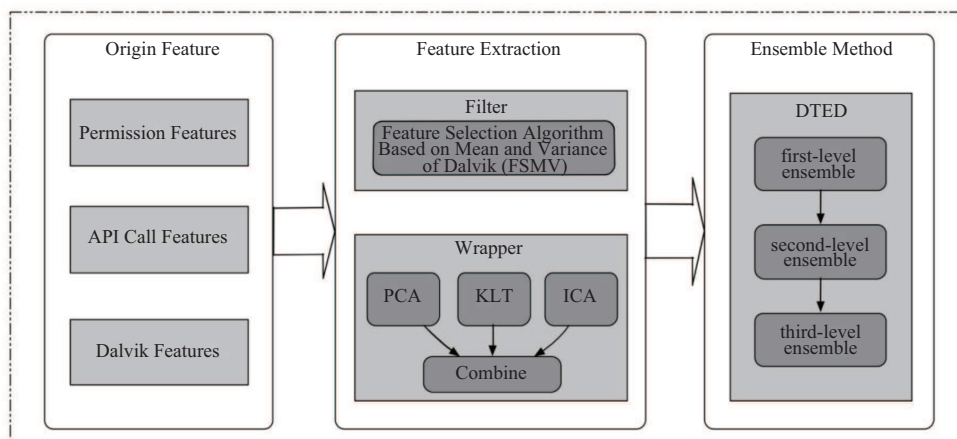 Origin Feature
Permission Features
API Call Features
Dalvik Features
Feature Extraction
Filter
Feature Selection Algorithm
Based on Mean and Variance
of Dalvik (FSMV)
Wrapper
PCA
KLT
ICA
Combine
Ensemble Method
DTED
first-level
ensemble
second-level
ensemble
third-level
ensemble